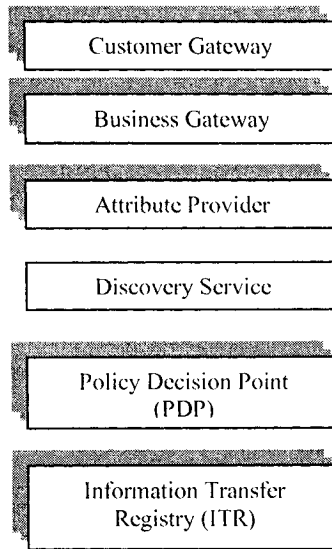 Customer Gateway
Business Gateway
Attribute Provider
Discovery Service
Policy Decision Point
(PDP)
Information Transfer
Registry (ITR)